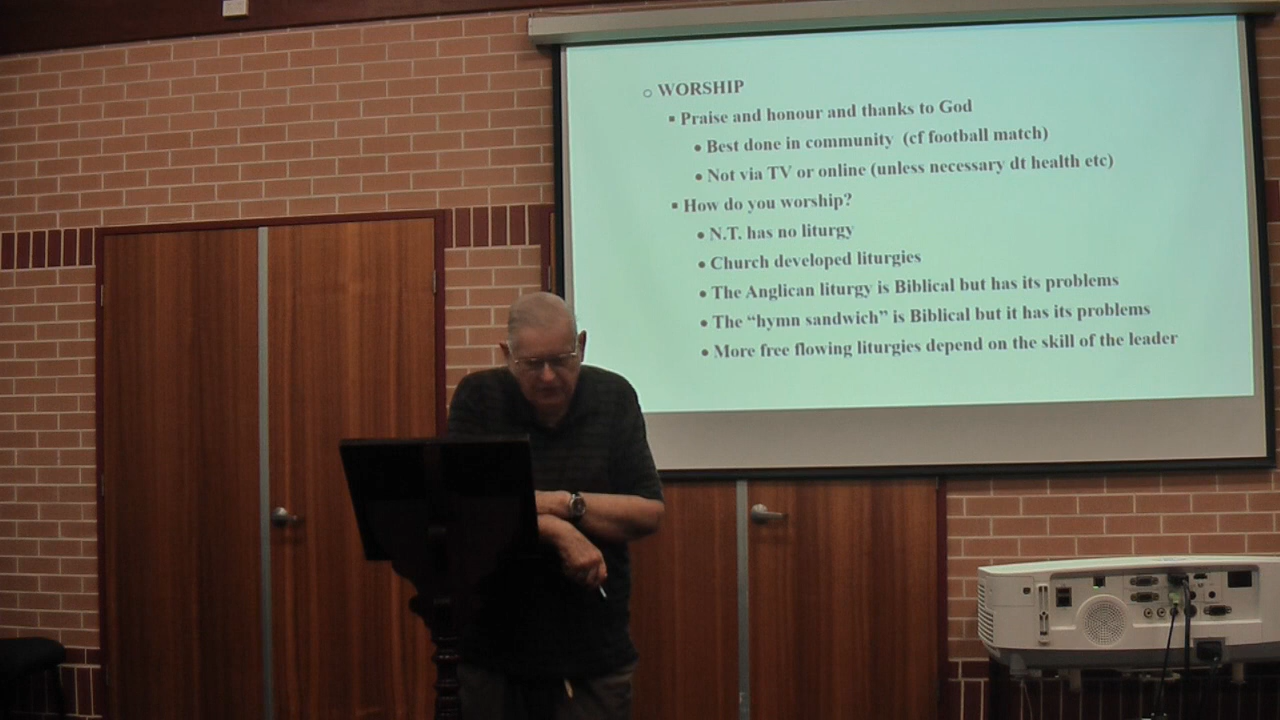 WORSHIP
Praise and honour and thanks to God
Best done in community (cf football match)
Not via TV or online (unless necessary dt health etc)
How do you worship?
N.T. has no liturgy
Church developed liturgies
The Anglican liturgy is Biblical but has its problems
The “hymn sandwich” is Biblical but it has its problems
More free flowing liturgies depend on the skill of the leader